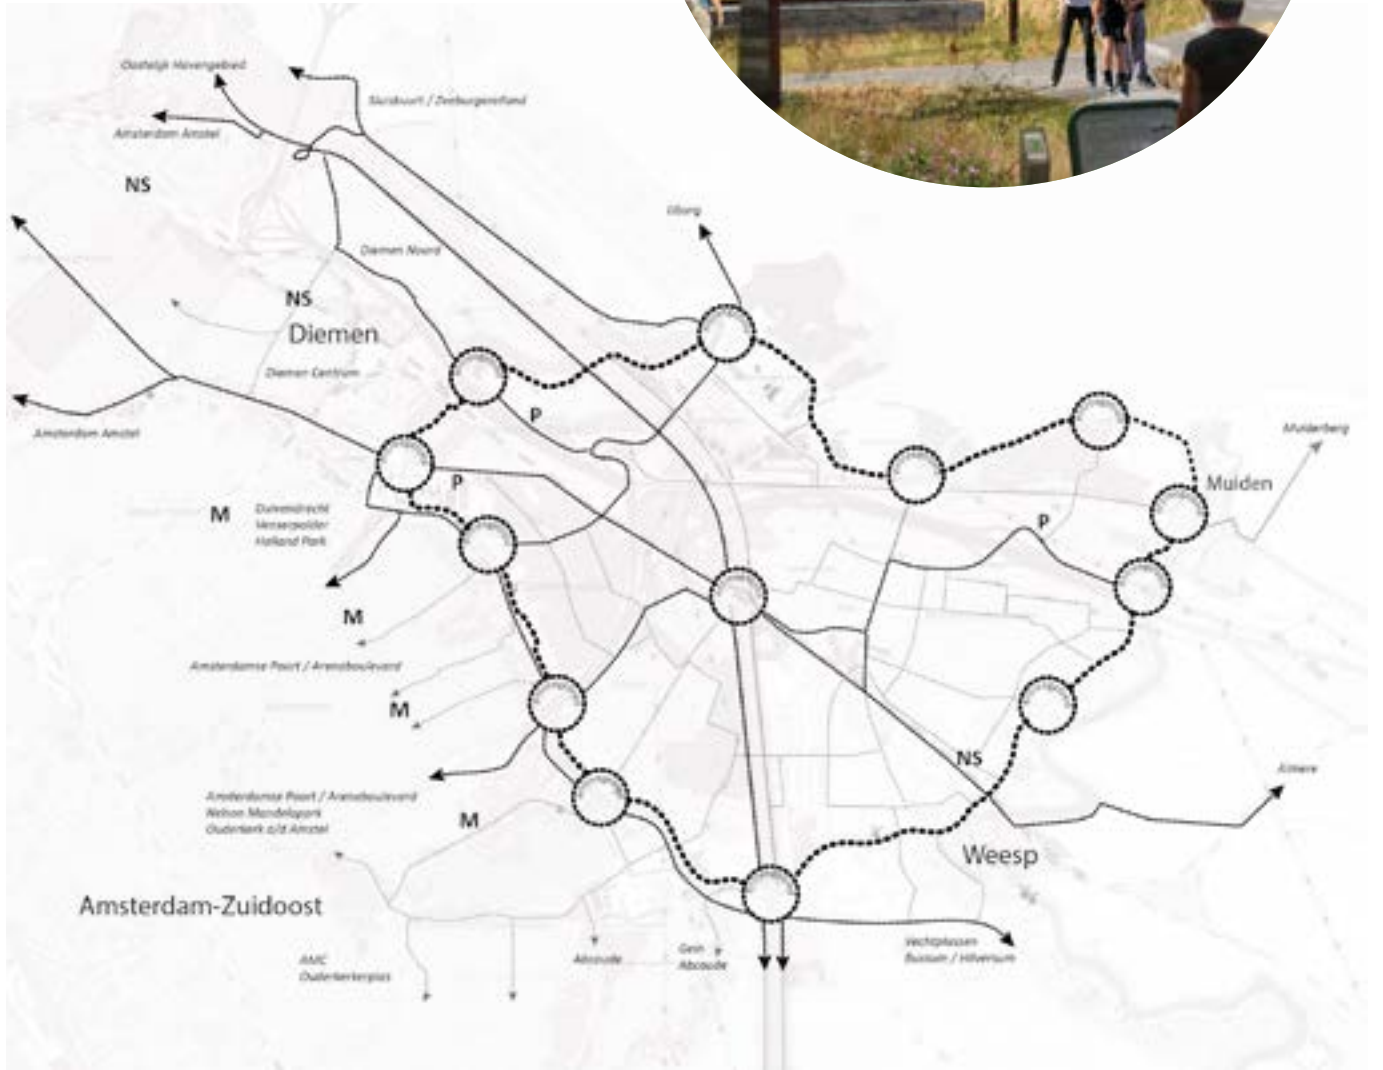 Oostelijk Havengebied
Sluisbuurt / Zeeburgereiland
Amsterdam Amstel
NS
IJburg
Diemen Noord
NS
Diemen
Diemen Centrum
P
Amsterdam Amstel
Muiderberg
P
Muiden
M
Duivendrecht
Venserpolder
Holland Park
P
M
Amsterdamse Poort / Arenaboulevard
M
NS
Almere
Amsterdamse Poort / Arenaboulevard
Nelson Mandelapark
Ouderkerk a/d Amstel
M
Weesp
Amsterdam-Zuidoost
AMC
Ouderkerkerplas
Abcoude
Gein
Abcoude
Vechtplassen
Bussum / Hilversum